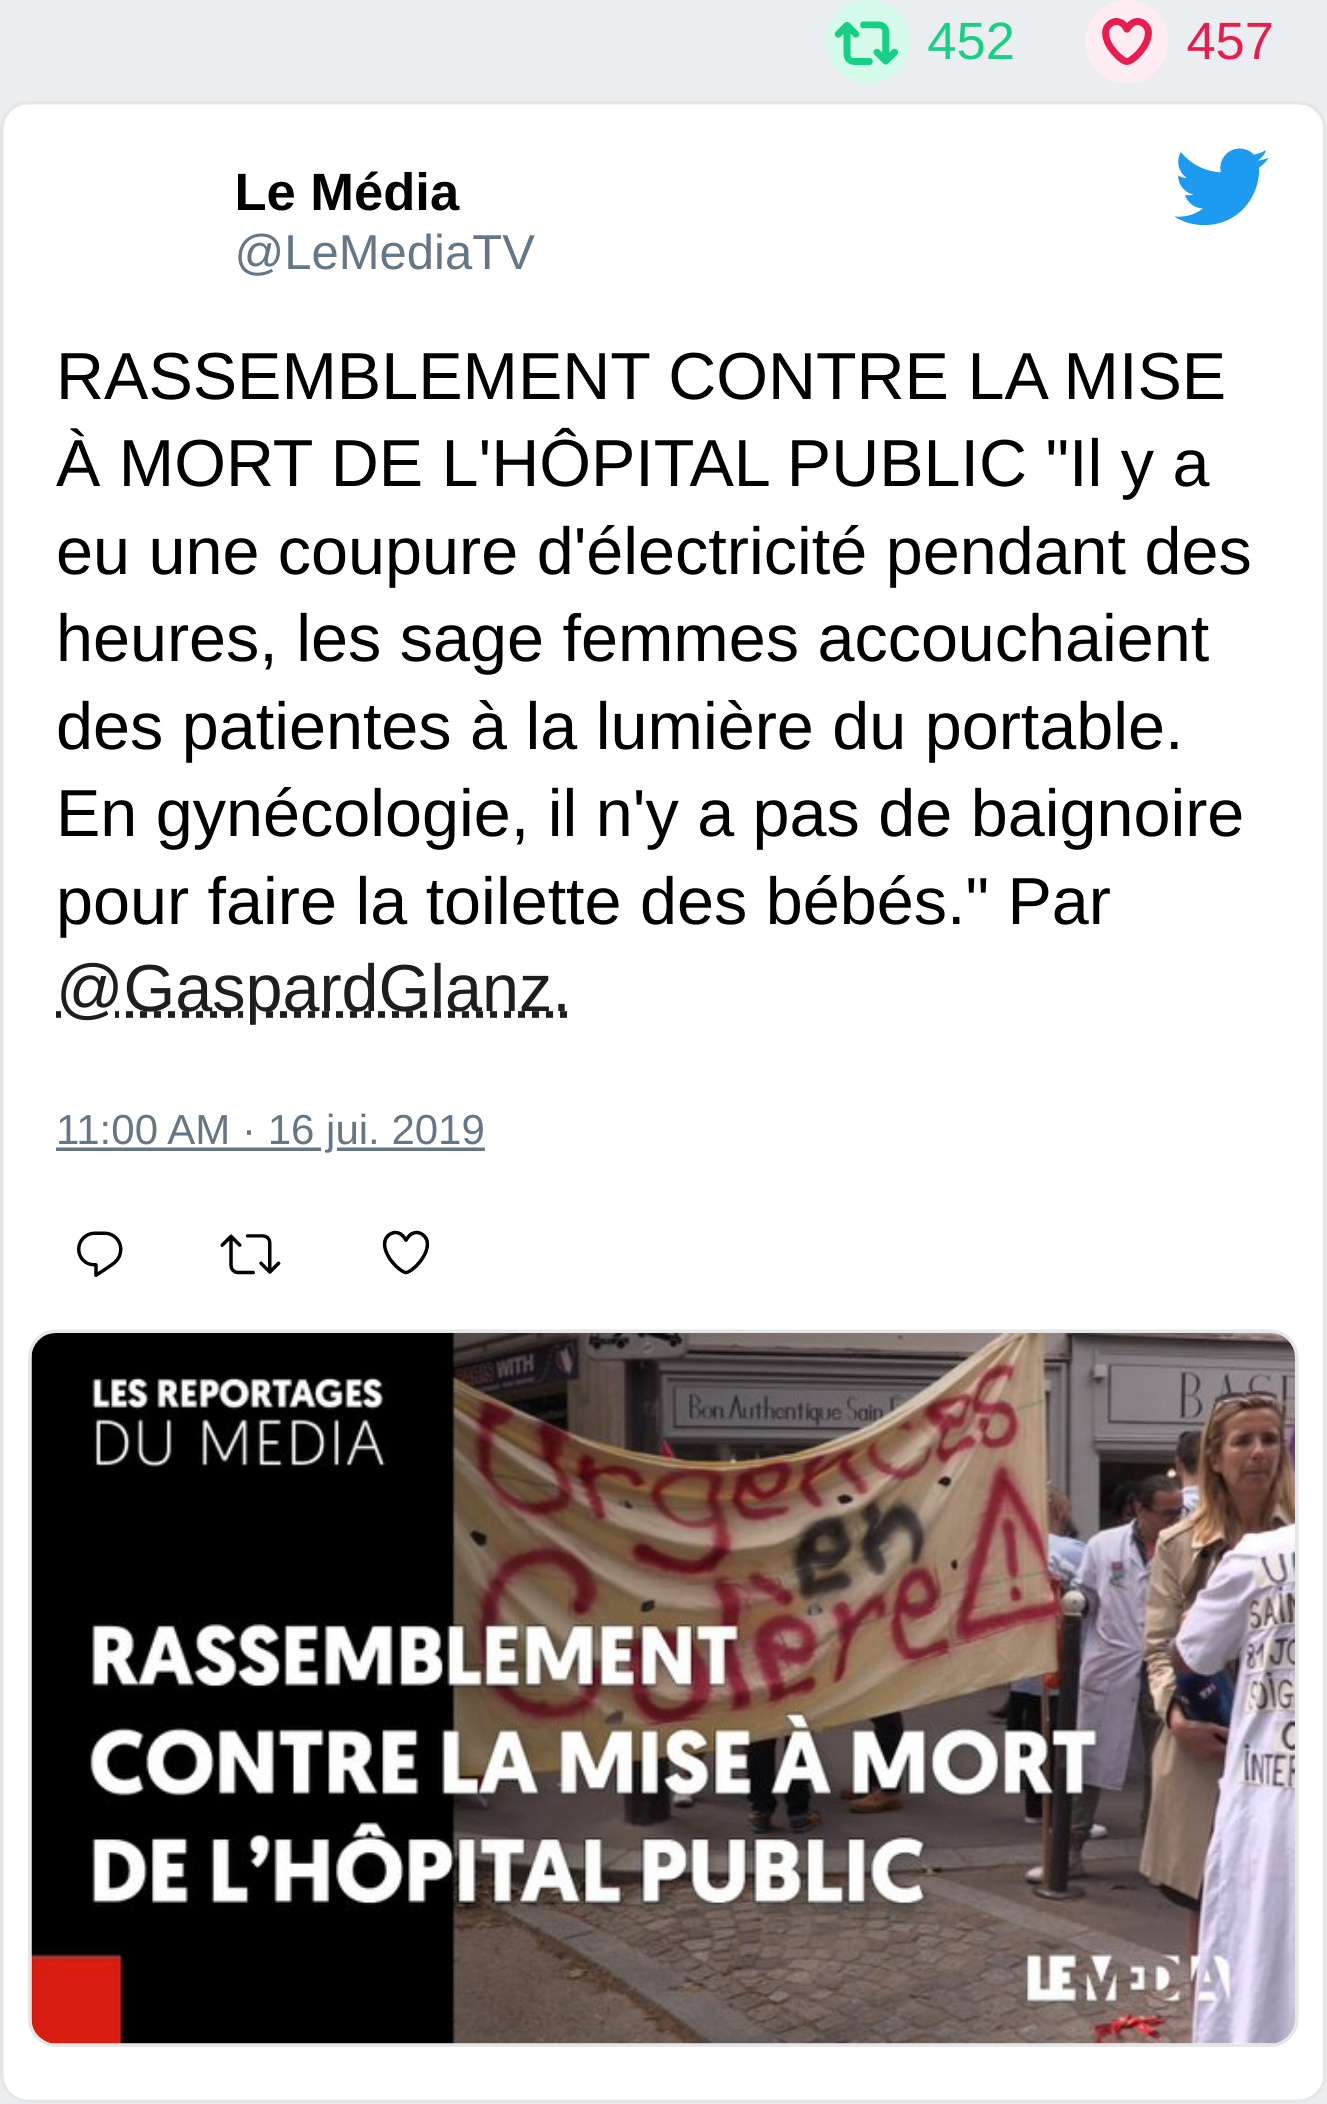 452 457
Le Média
@LeMediaTV
RASSEMBLEMENT CONTRE LA MISE
À MORT DE L'HÔPITAL PUBLIC "Il y a
eu une coupure d'électricité pendant des
heures, les sage femmes accouchaient
des patientes à la lumière du portable.
En gynécologie, il n'y a pas de baignoire
pour faire la toilette des bébés." Par
@GaspardGlanz.
11:00 AM · 16 jui. 2019
LES REPORTAGES
DU MEDIA
WITH
Bon Authentique Sain
BASE
Urgences
en
Colère
RASSEMBLEMENT
CONTRE LA MISE À MORT
DE L'HÔPITAL PUBLIC
LE MEDIA